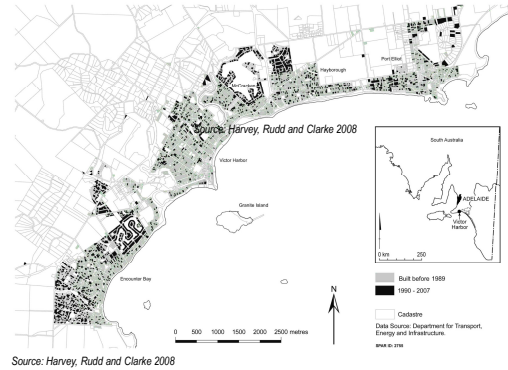 Port Elliot
Hayborough
McCracken
Source: Harvey, Rudd and Clarke 2008
Victor Harbor
Granite Island
Encounter Bay
South Australia
ADELAIDE
Victor
Harbor
0 km 250
Built before 1989
1990 - 2007
Cadastre
Data Source: Department for Transport,
Energy and Infrastructure.
SPAR ID: 3750
N
0 500 1000 1500 2000 2500 metres
Source: Harvey, Rudd and Clarke 2008